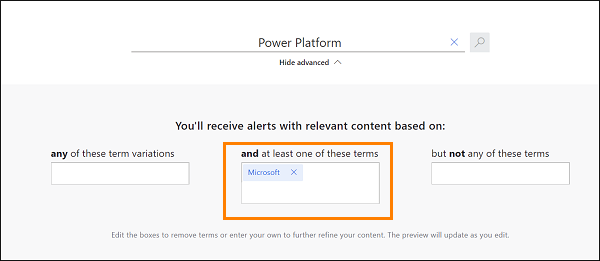 Power Platform
Hide advanced
You'll receive alerts with relevant content based on:
any of these term variations
and at least one of these terms
but not any of these terms
Microsoft
Edit the boxes to remove terms or enter your own to further refine your content. The preview will update as you edit.